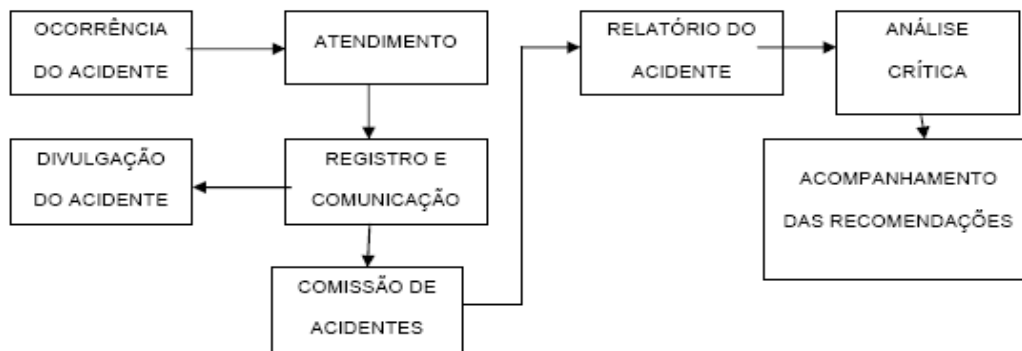 OCORRÊNCIA
DO ACIDENTE
ATENDIMENTO
RELATÓRIO DO
ACIDENTE
ANÁLISE
CRÍTICA
DIVULGAÇÃO
DO ACIDENTE
REGISTRO E
COMUNICAÇÃO
ACOMPANHAMENTO
DAS RECOMENDAÇÕES
COMISSÃO DE
ACIDENTES